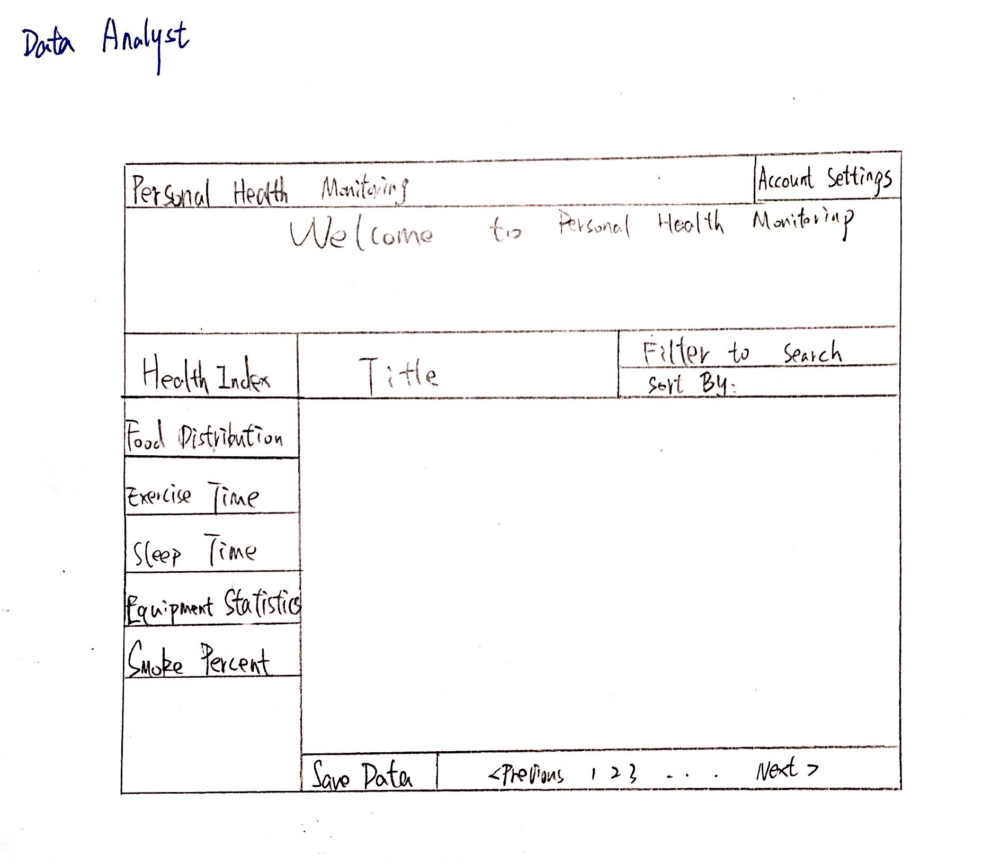 Data Analyst
Personal Health Monitoring
Account Settings
Welcome to Personal Health Monitoring
Health Index
Title
Filter to Search
Sort By:
Food Distribution
Exercise Time
Sleep Time
Equipment Statistics
Smoke Percent
Save Data
<Previous 1 2 3 .... Next >